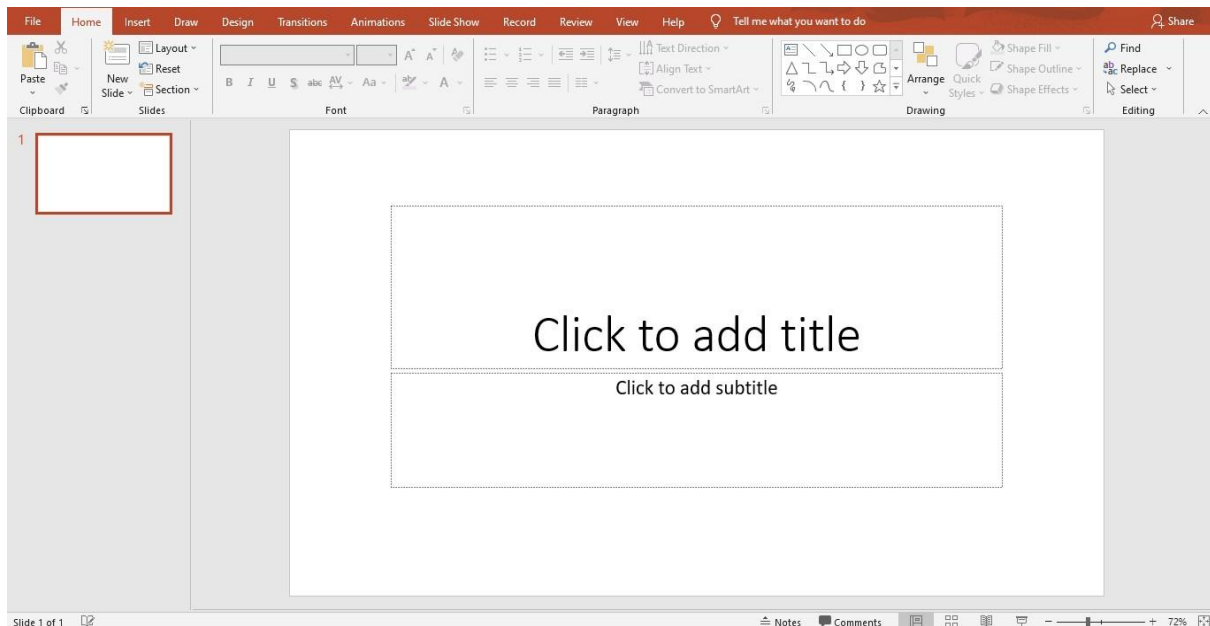 File Home Insert Draw Design Transitions Animations Slide Show Record Review View Help Tell me what you want to do Share
Paste
New Slide
Layout
Reset
Section
B I U S abc AV Aa A
A A
Text Direction
Align Text
Convert to SmartArt
Arrange
Quick Styles
Shape Fill
Shape Outline
Shape Effects
Find
Replace
Select
Clipboard Slides Font Paragraph Drawing Editing
1
Click to add title
Click to add subtitle
Slide 1 of 1 Notes Comments 72%